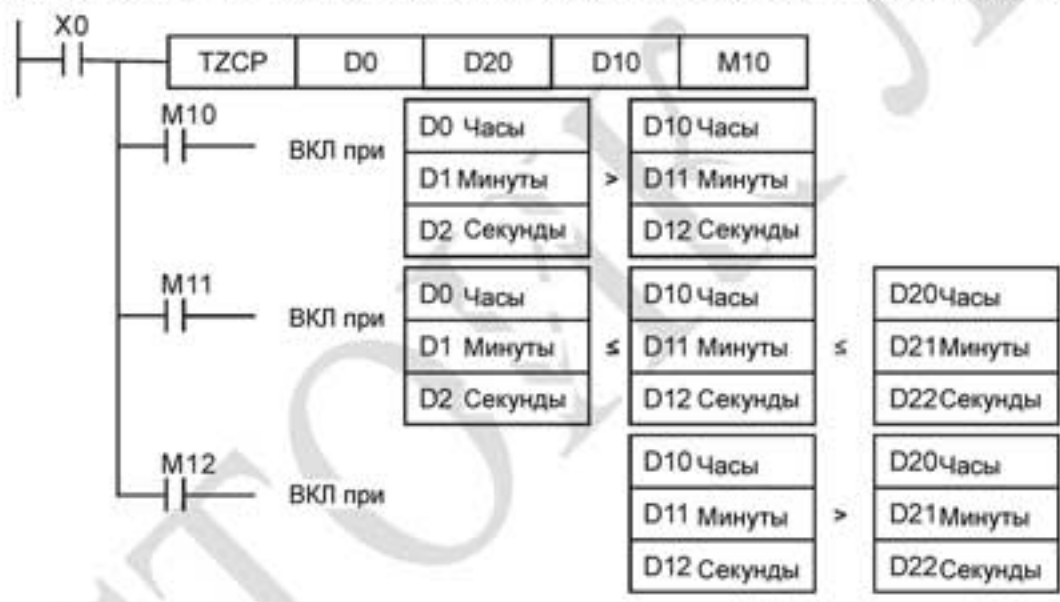 X0
TZCP D0 D20 D10 M10
M10
ВКЛ при
D0 Часы
D1 Минуты
D2 Секунды
>
D10 Часы
D11 Минуты
D12 Секунды
M11
ВКЛ при
D0 Часы
D1 Минуты
D2 Секунды
≤
D10 Часы
D11 Минуты
D12 Секунды
≤
D20 Часы
D21 Минуты
D22 Секунды
M12
ВКЛ при
D10 Часы
D11 Минуты
D12 Секунды
>
D20 Часы
D21 Минуты
D22 Секунды